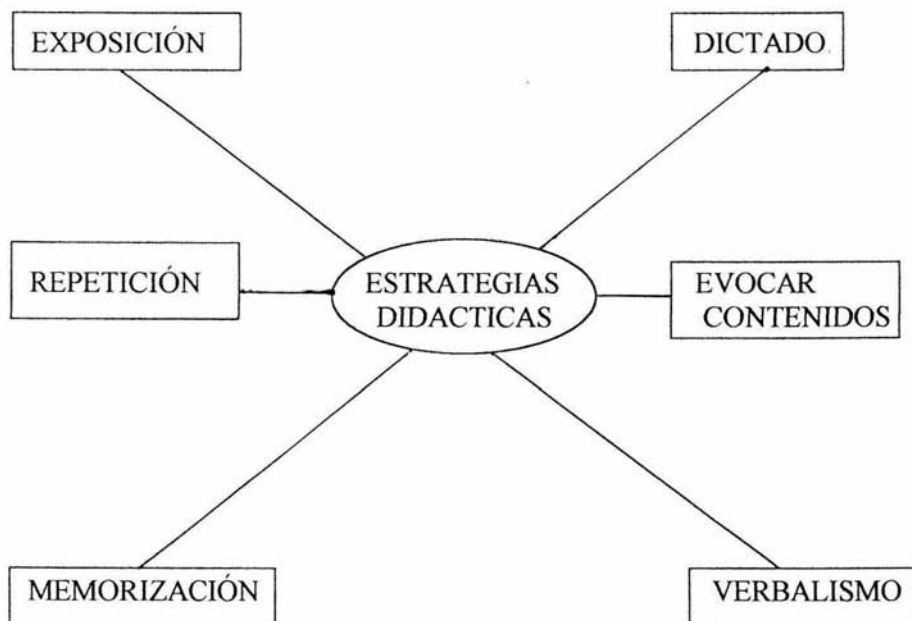 EXPOSICIÓN
DICTADO
REPETICIÓN
ESTRATEGIAS
DIDACTICAS
EVOCAR
CONTENIDOS
MEMORIZACIÓN
VERBALISMO